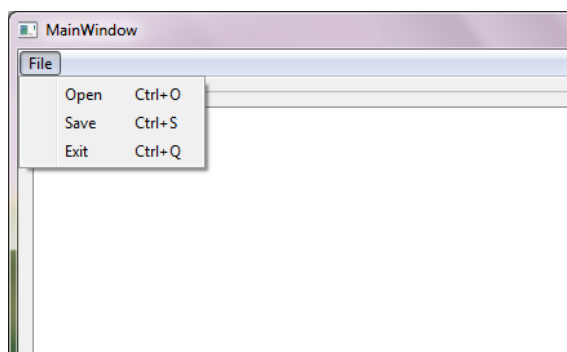 MainWindow
File
Open Ctrl+O
Save Ctrl+S
Exit Ctrl+Q